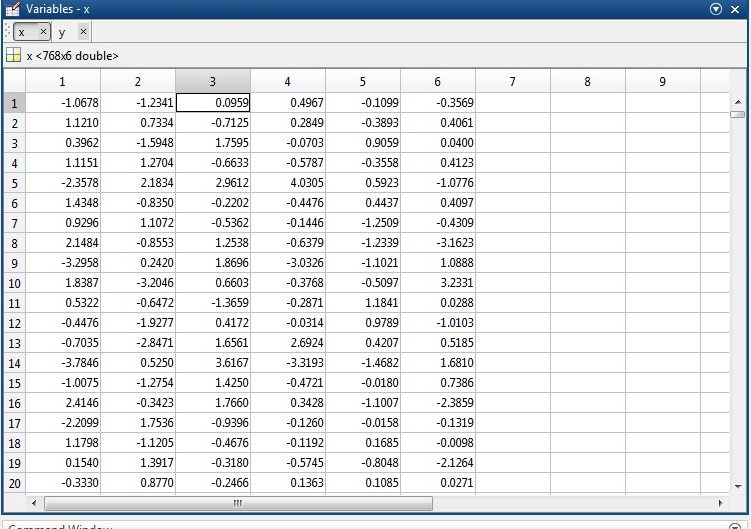 Variables - x
x y
x <768x6 double>
1 2 3 4 5 6 7 8 9
1 -1.0678 -1.2341 0.0959 0.4967 -0.1099 -0.3569
2 1.1210 0.7334 -0.7125 0.2849 -0.3893 0.4061
3 0.3962 -1.5948 1.7595 -0.0703 0.9059 0.0400
4 1.1151 1.2704 -0.6633 -0.5787 -0.3558 0.4123
5 -2.3578 2.1834 2.9612 4.0305 0.5923 -1.0776
6 1.4348 -0.8350 -0.2202 -0.4476 0.4437 0.4097
7 0.9296 1.1072 -0.5362 -0.1446 -1.2509 -0.4309
8 2.1484 -0.8553 1.2538 -0.6379 -1.2339 -3.1623
9 -3.2958 0.2420 1.8696 -3.0326 -1.1021 1.0888
10 1.8387 -3.2046 0.6603 -0.3768 -0.5097 3.2331
11 0.5322 -0.6472 -1.3659 -0.2871 1.1841 0.0288
12 -0.4476 -1.9277 0.4172 -0.0314 0.9789 -1.0103
13 -0.7035 -2.8471 1.6561 2.6924 0.4207 0.5185
14 -3.7846 0.5250 3.6167 -3.3193 -1.4682 1.6810
15 -1.0075 -1.2754 1.4250 -0.4721 -0.0180 0.7386
16 2.4146 -0.3423 1.7660 0.3428 -1.1007 -2.3859
17 -2.2099 1.7536 -0.9396 -0.1260 -0.0158 -0.1319
18 1.1798 -1.1205 -0.4676 -0.1192 0.1685 -0.0098
19 0.1540 1.3917 -0.3180 -0.5745 -0.8048 -2.1264
20 -0.3330 0.8770 -0.2466 0.1363 0.1085 0.0271
Command Window